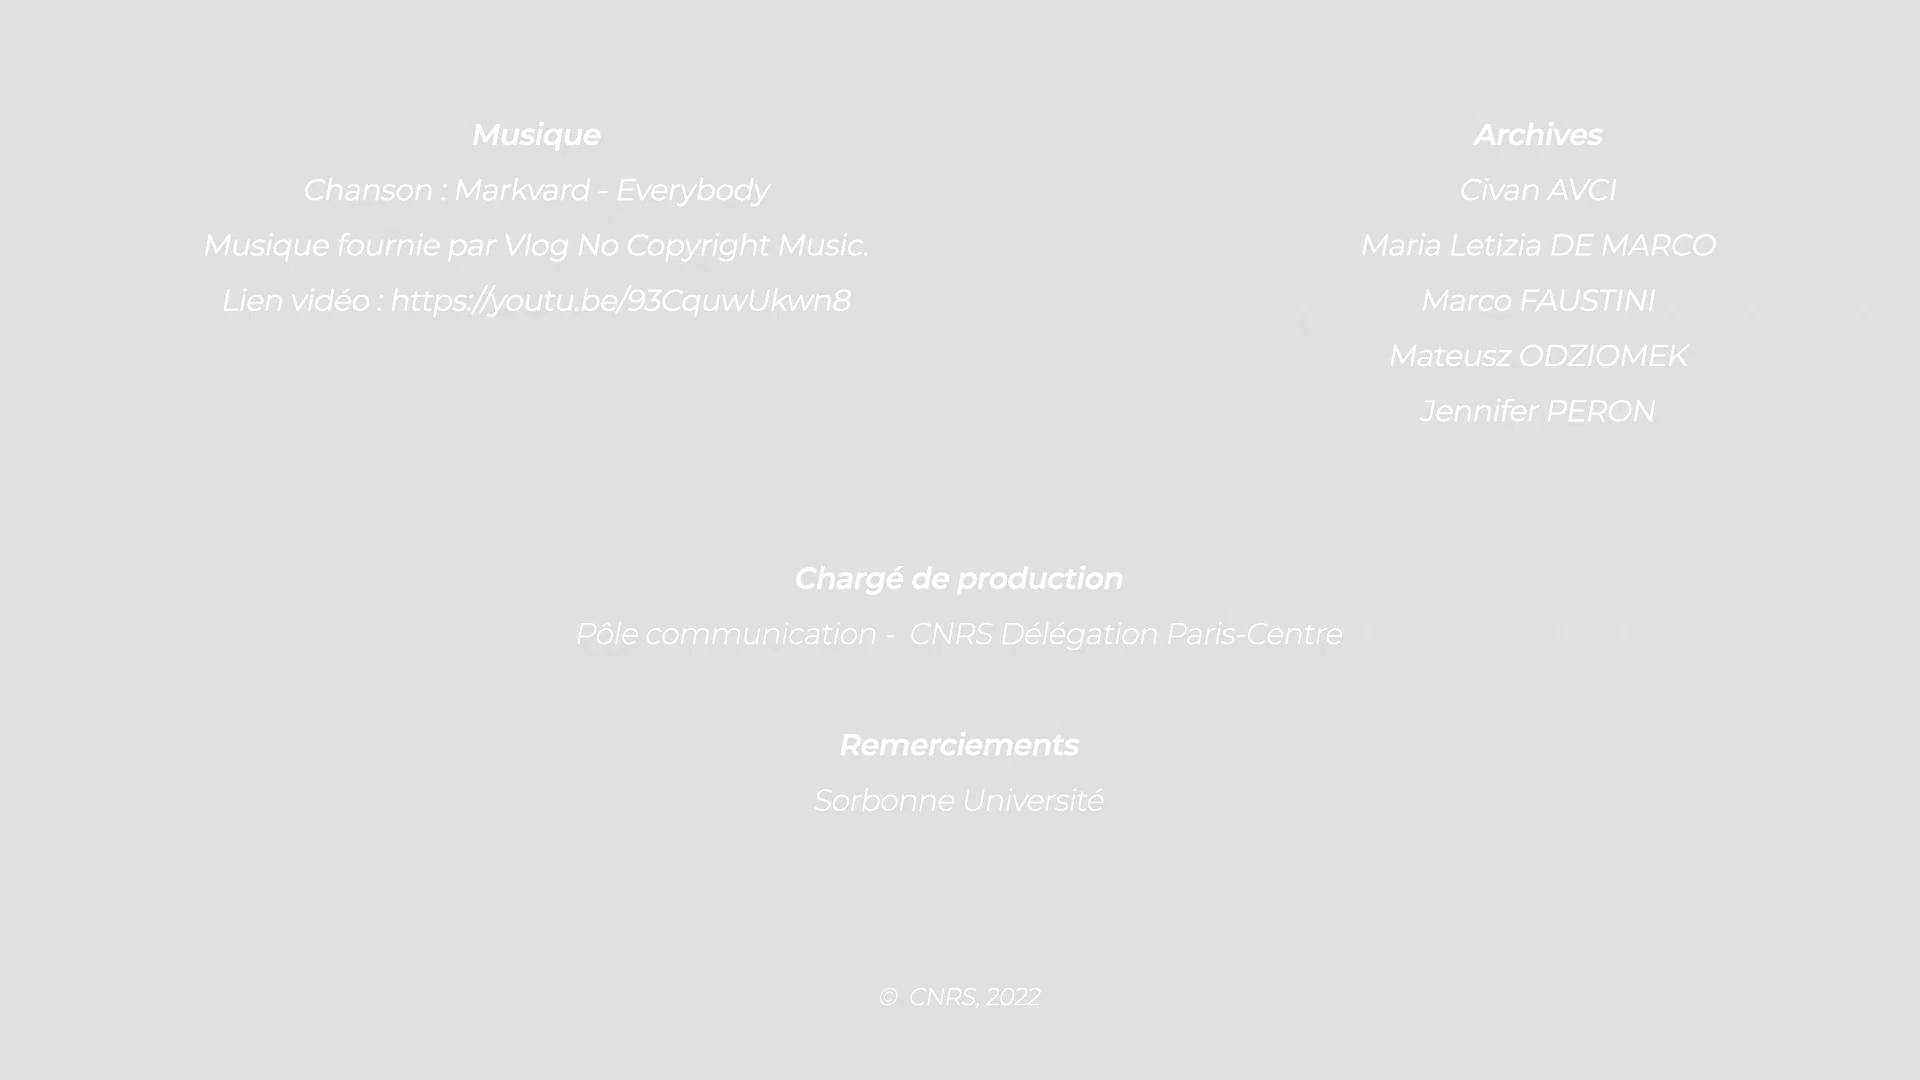 Musique
Chanson : Markvard - Everybody
Musique fournie par Vlog No Copyright Music.
Lien vidéo : https://youtu.be/93CquwUkwn8
Archives
Civan AVCI
Maria Letizia DE MARCO
Marco FAUSTINI
Mateusz ODZIOMEK
Jennifer PERON
Chargé de production
Pôle communication -  CNRS Délégation Paris-Centre
Remerciements
Sorbonne Université
©  CNRS, 2022